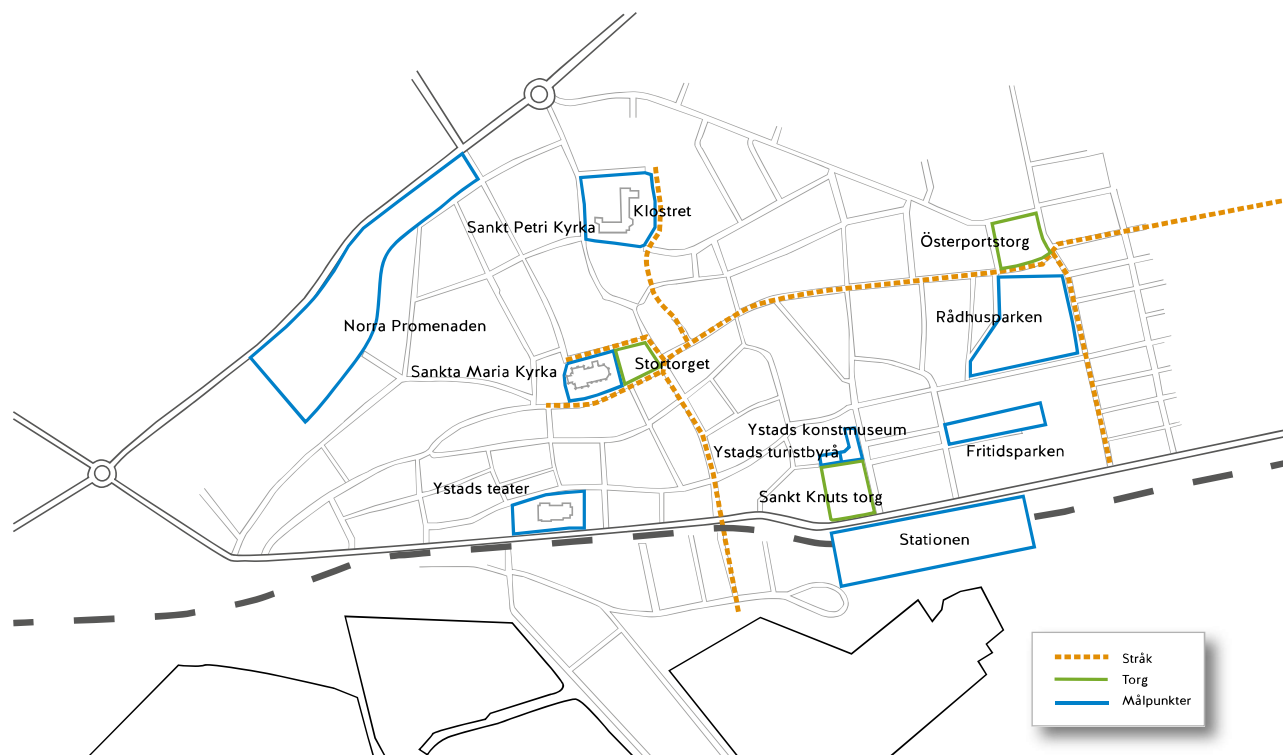 Klostret
Sankt Petri Kyrka
Österportstorg
Rådhusparken
Norra Promenaden
Stortorget
Sankta Maria Kyrka
Ystads konstmuseum
Ystads turistbyrå
Fritidsparken
Ystads teater
Sankt Knuts torg
Stationen
Stråk
Torg
Målpunkter